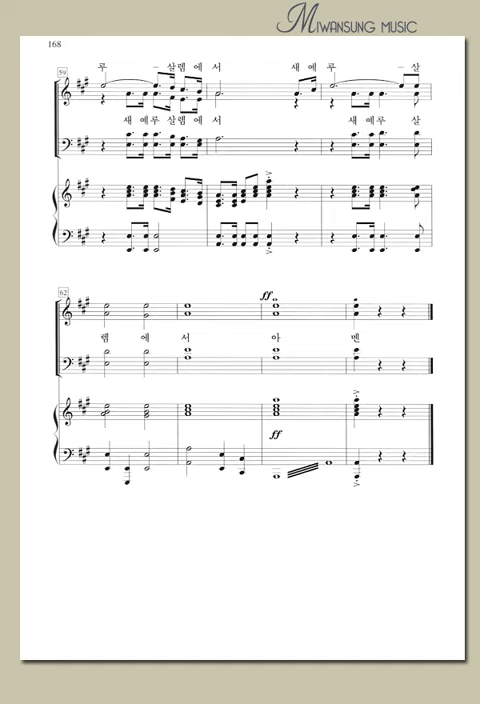 MIWANSUNG MUSIC
168
59
루 – 살렘에서 새예루 – 살
새예루살렘에서 새예루 살
62
ff
렘 에 서 아 멘
ff